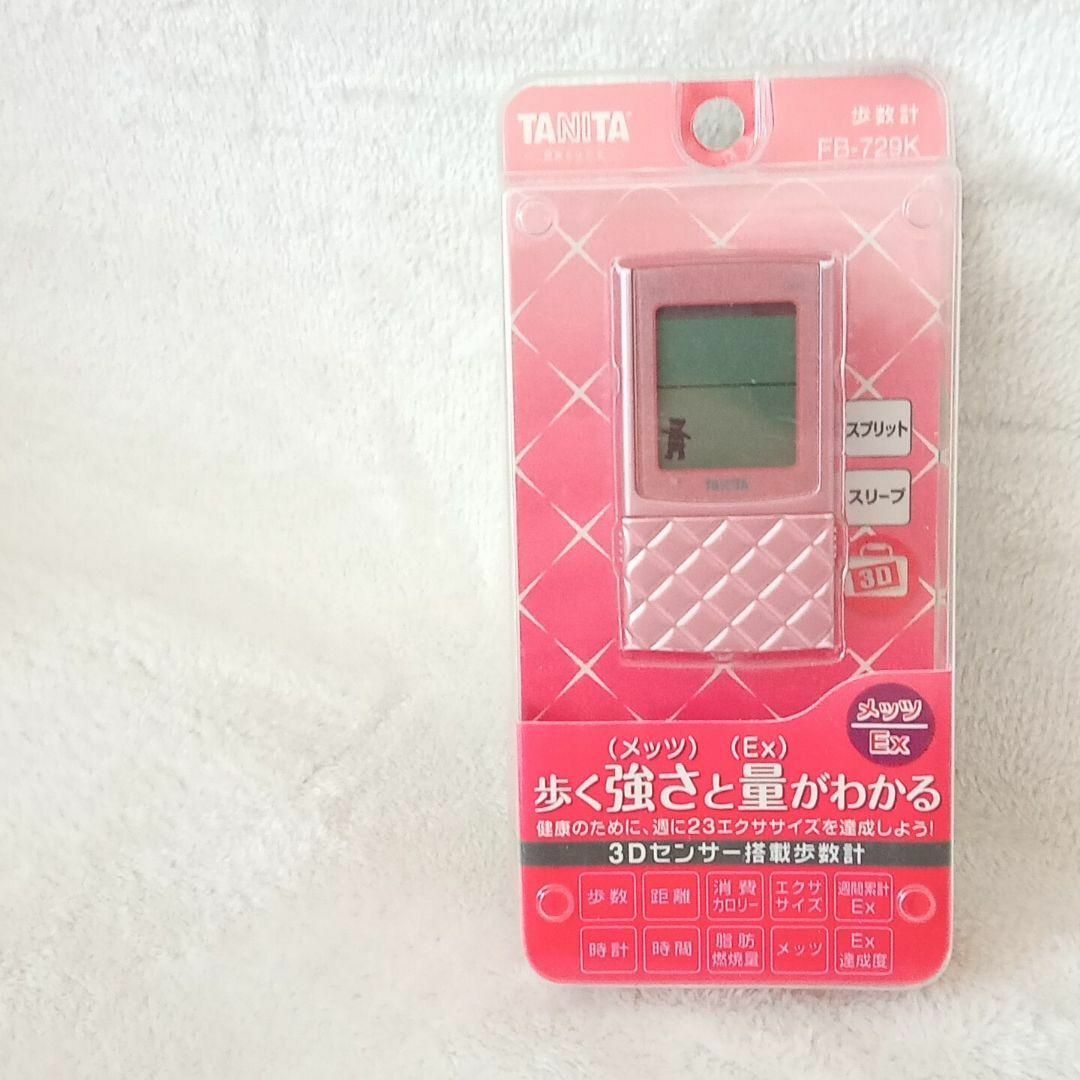 TANITA
歩数計
FB-729K
TANITA
スプリット
スリープ
3D
メッツ
Ex
(メッツ) (Ex)
歩く強さと量がわかる
健康のために、週に23エクササイズを達成しよう!
3Dセンサー搭載歩数計
歩数 距離 消費カロリー エクササイズ 週間累計Ex
時計 時間 脂肪燃焼量 メッツ Ex達成度